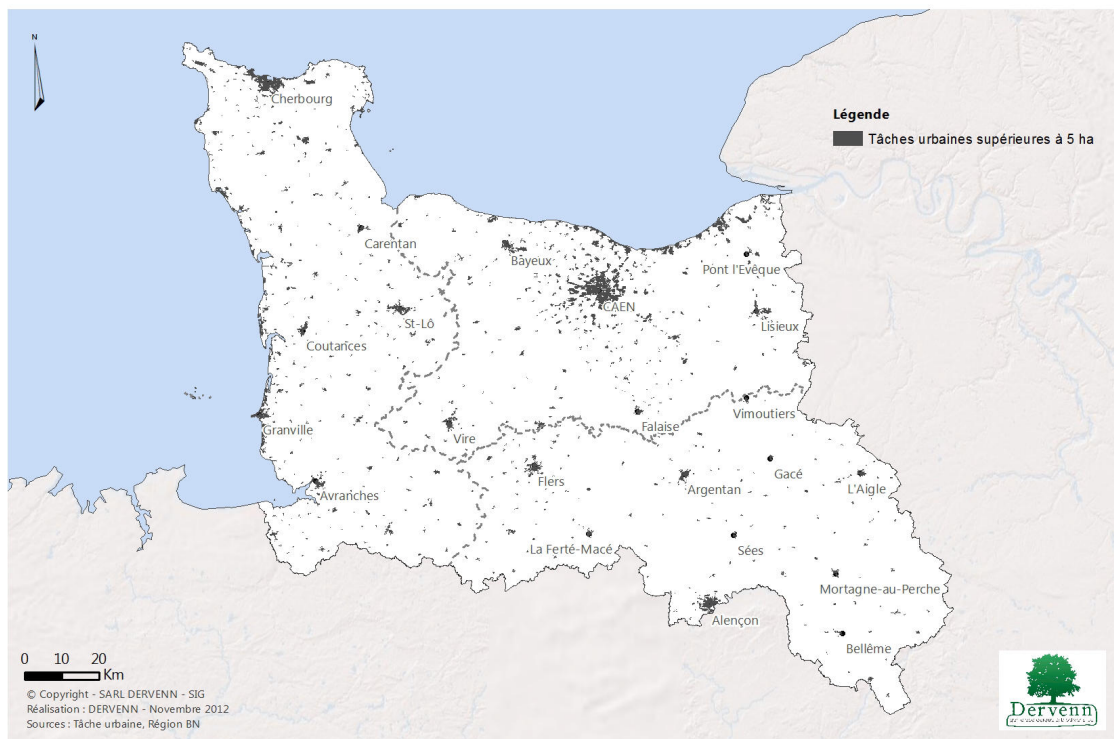 N
Cherbourg
Légende
Tâches urbaines supérieures à 5 ha
Carentan
Bayeux
Pont l'Evêque
CAEN
St-Lô
Lisieux
Coutances
Vimoutiers
Granville
Vire
Falaise
Flers
Gacé
Avranches
Argentan
L'Aigle
La Ferté-Macé
Sées
Mortagne-au-Perche
Alençon
Bellême
0 10 20
Km
© Copyright - SARL DERVENN - SIG
Réalisation : DERVENN - Novembre 2012
Sources : Tâche urbaine, Région BN
Dervenn